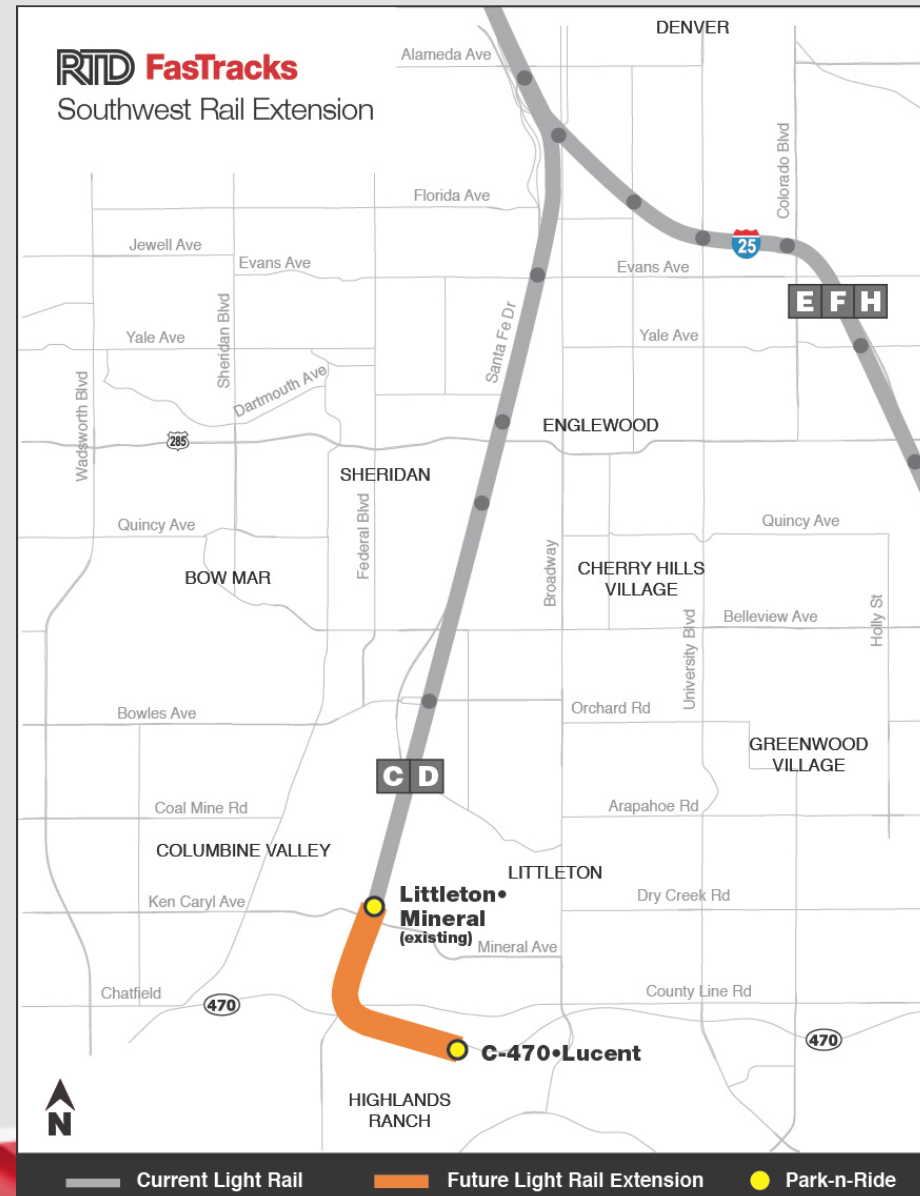 DENVER
RTD FasTracks
Southwest Rail Extension
Alameda Ave
Colorado Blvd
Florida Ave
Jewell Ave
Evans Ave
25
Evans Ave
E F H
Sheridan Blvd
Santa Fe Dr
Yale Ave
Yale Ave
Dartmouth Ave
Wadsworth Blvd
285
ENGLEWOOD
SHERIDAN
Federal Blvd
Quincy Ave
Quincy Ave
Broadway
BOW MAR
CHERRY HILLS
VILLAGE
University Blvd
Belleview Ave
Holly St
Bowles Ave
Orchard Rd
GREENWOOD
VILLAGE
C D
Coal Mine Rd
Arapahoe Rd
COLUMBINE VALLEY
LITTLETON
Ken Caryl Ave
Littleton•
Mineral
(existing)
Dry Creek Rd
Mineral Ave
Chatfield
470
County Line Rd
470
C-470•Lucent
HIGHLANDS
RANCH
N
Current Light Rail
Future Light Rail Extension
Park-n-Ride